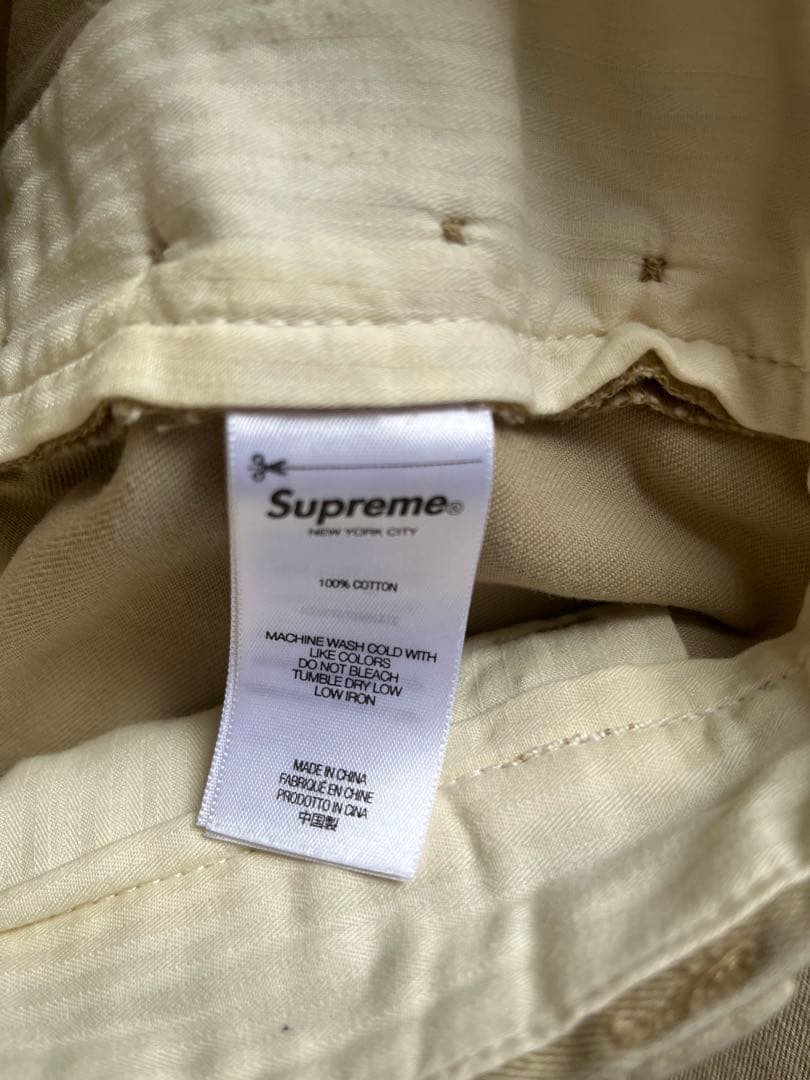 Supreme®
NEW YORK CITY
100% COTTON
MACHINE WASH COLD WITH
LIKE COLORS
DO NOT BLEACH
TUMBLE DRY LOW
LOW IRON
MADE IN CHINA
FABRIQUÉ EN CHINE
PRODOTTO IN CINA
中国製